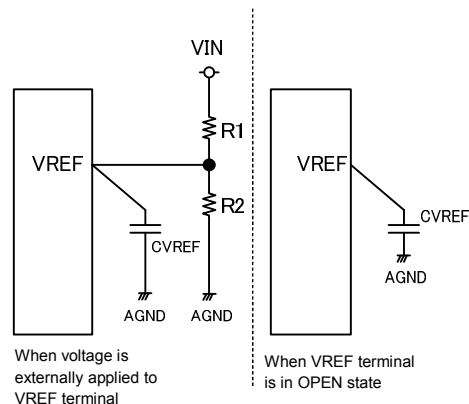 VIN
R1
VREF
R2
CVREF
AGND
AGND
When voltage is
externally applied to
VREF terminal
VREF
CVREF
AGND
When VREF terminal
is in OPEN state